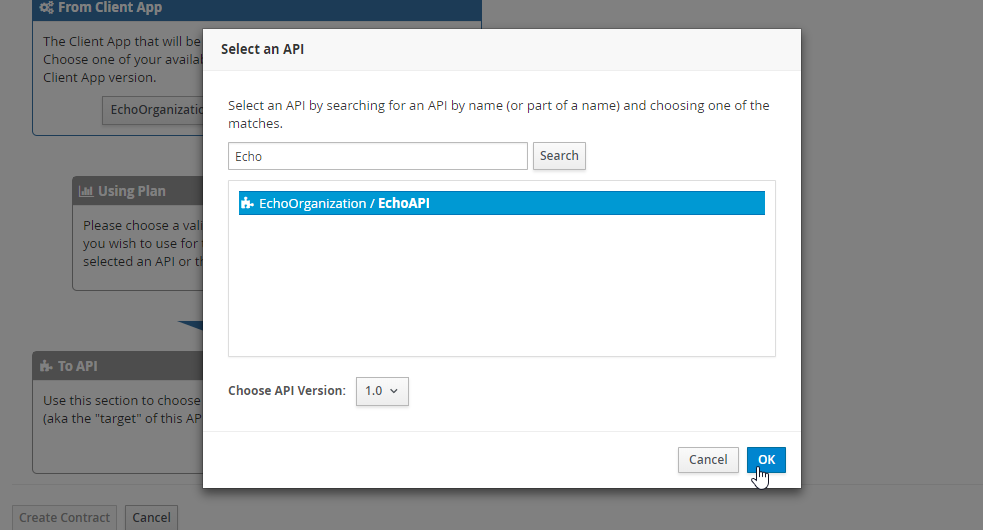 From Client App
The Client App that will be
Choose one of your availa
Client App version.
EchoOrganizatio
Using Plan
Please choose a vali
you wish to use for
selected an API or th
To API
Use this section to choose
(aka the "target" of this AP
Create Contract
Cancel
Select an API
Select an API by searching for an API by name (or part of a name) and choosing one of the
matches.
Echo
Search
EchoOrganization / EchoAPI
Choose API Version:
1.0
Cancel
OK